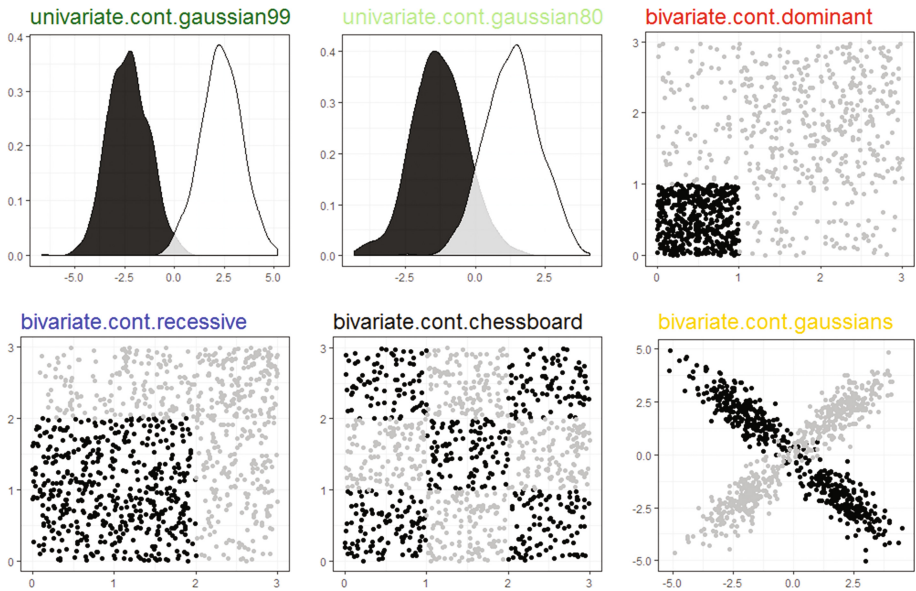 univariate.cont.gaussian99
univariate.cont.gaussian80
bivariate.cont.dominant
0.4
0.3
0.2
0.1
0.0
-5.0 -2.5 0.0 2.5 5.0
0.4
0.3
0.2
0.1
0.0
-2.5 0.0 2.5
3
2
1
0
0 1 2 3
bivariate.cont.recessive
bivariate.cont.chessboard
bivariate.cont.gaussians
3
2
1
0
0 1 2 3
3
2
1
0
0 1 2 3
5.0
2.5
0.0
-2.5
-5.0
-5.0 -2.5 0.0 2.5